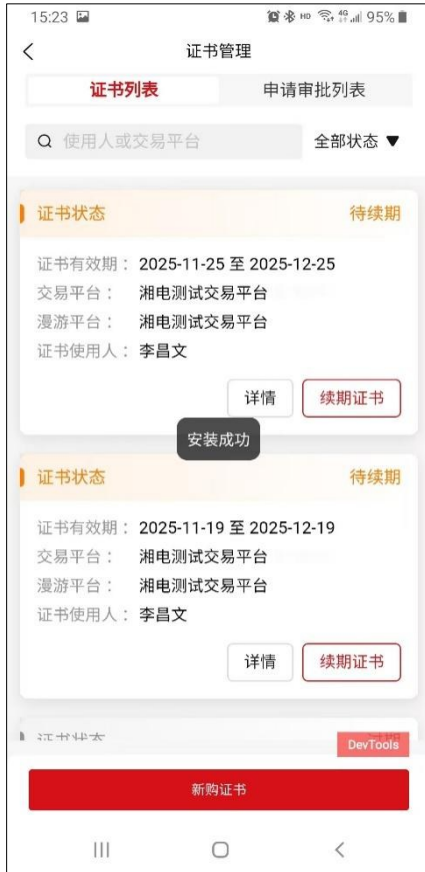 15:23 HD 4G 95%
证书管理
证书列表 申请审批列表
使用人或交易平台 全部状态 ▼
证书状态 待续期
证书有效期： 2025-11-25 至 2025-12-25
交易平台： 湘电测试交易平台
漫游平台： 湘电测试交易平台
证书使用人： 李昌文
详情 续期证书
安装成功
证书状态 待续期
证书有效期： 2025-11-19 至 2025-12-19
交易平台： 湘电测试交易平台
漫游平台： 湘电测试交易平台
证书使用人： 李昌文
详情 续期证书
证书状态
DevTools
新购证书